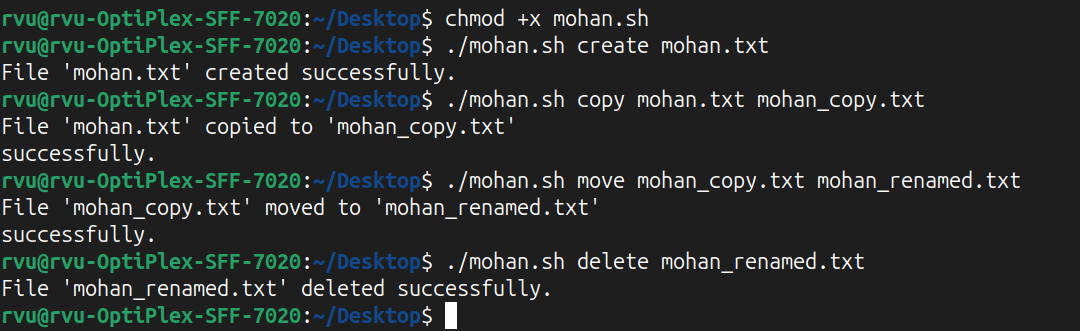 rvu@rvu-OptiPlex-SFF-7020:~/Desktop$ chmod +x mohan.sh
rvu@rvu-OptiPlex-SFF-7020:~/Desktop$ ./mohan.sh create mohan.txt
File 'mohan.txt' created successfully.
rvu@rvu-OptiPlex-SFF-7020:~/Desktop$ ./mohan.sh copy mohan.txt mohan_copy.txt
File 'mohan.txt' copied to 'mohan_copy.txt'
successfully.
rvu@rvu-OptiPlex-SFF-7020:~/Desktop$ ./mohan.sh move mohan_copy.txt mohan_renamed.txt
File 'mohan_copy.txt' moved to 'mohan_renamed.txt'
successfully.
rvu@rvu-OptiPlex-SFF-7020:~/Desktop$ ./mohan.sh delete mohan_renamed.txt
File 'mohan_renamed.txt' deleted successfully.
rvu@rvu-OptiPlex-SFF-7020:~/Desktop$